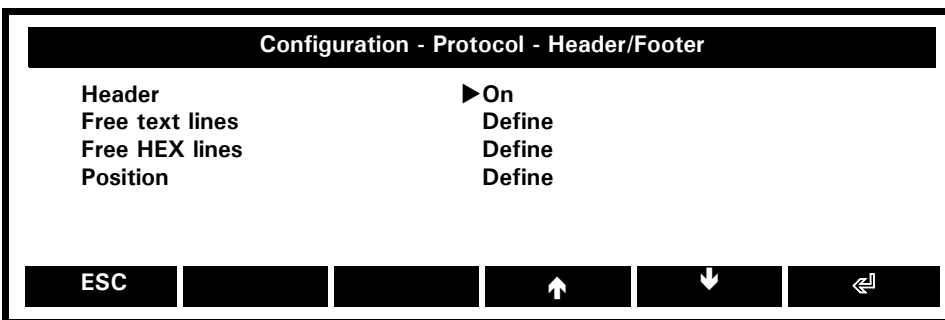 Configuration - Protocol - Header/Footer
Header ▶On
Free text lines Define
Free HEX lines Define
Position Define
ESC ↑ ↓ ↵